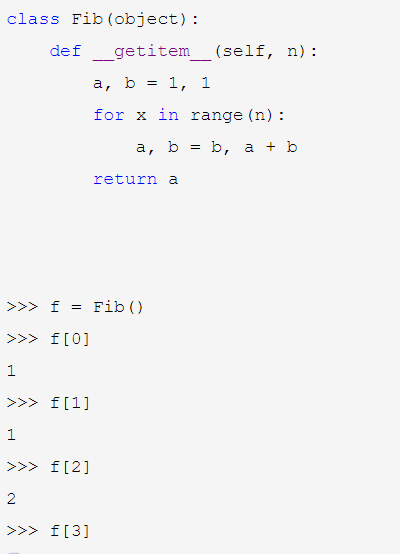 class Fib(object):
    def __getitem__(self, n):
        a, b = 1, 1
        for x in range(n):
            a, b = b, a + b
        return a
>>> f = Fib()
>>> f[0]
1
>>> f[1]
1
>>> f[2]
2
>>> f[3]